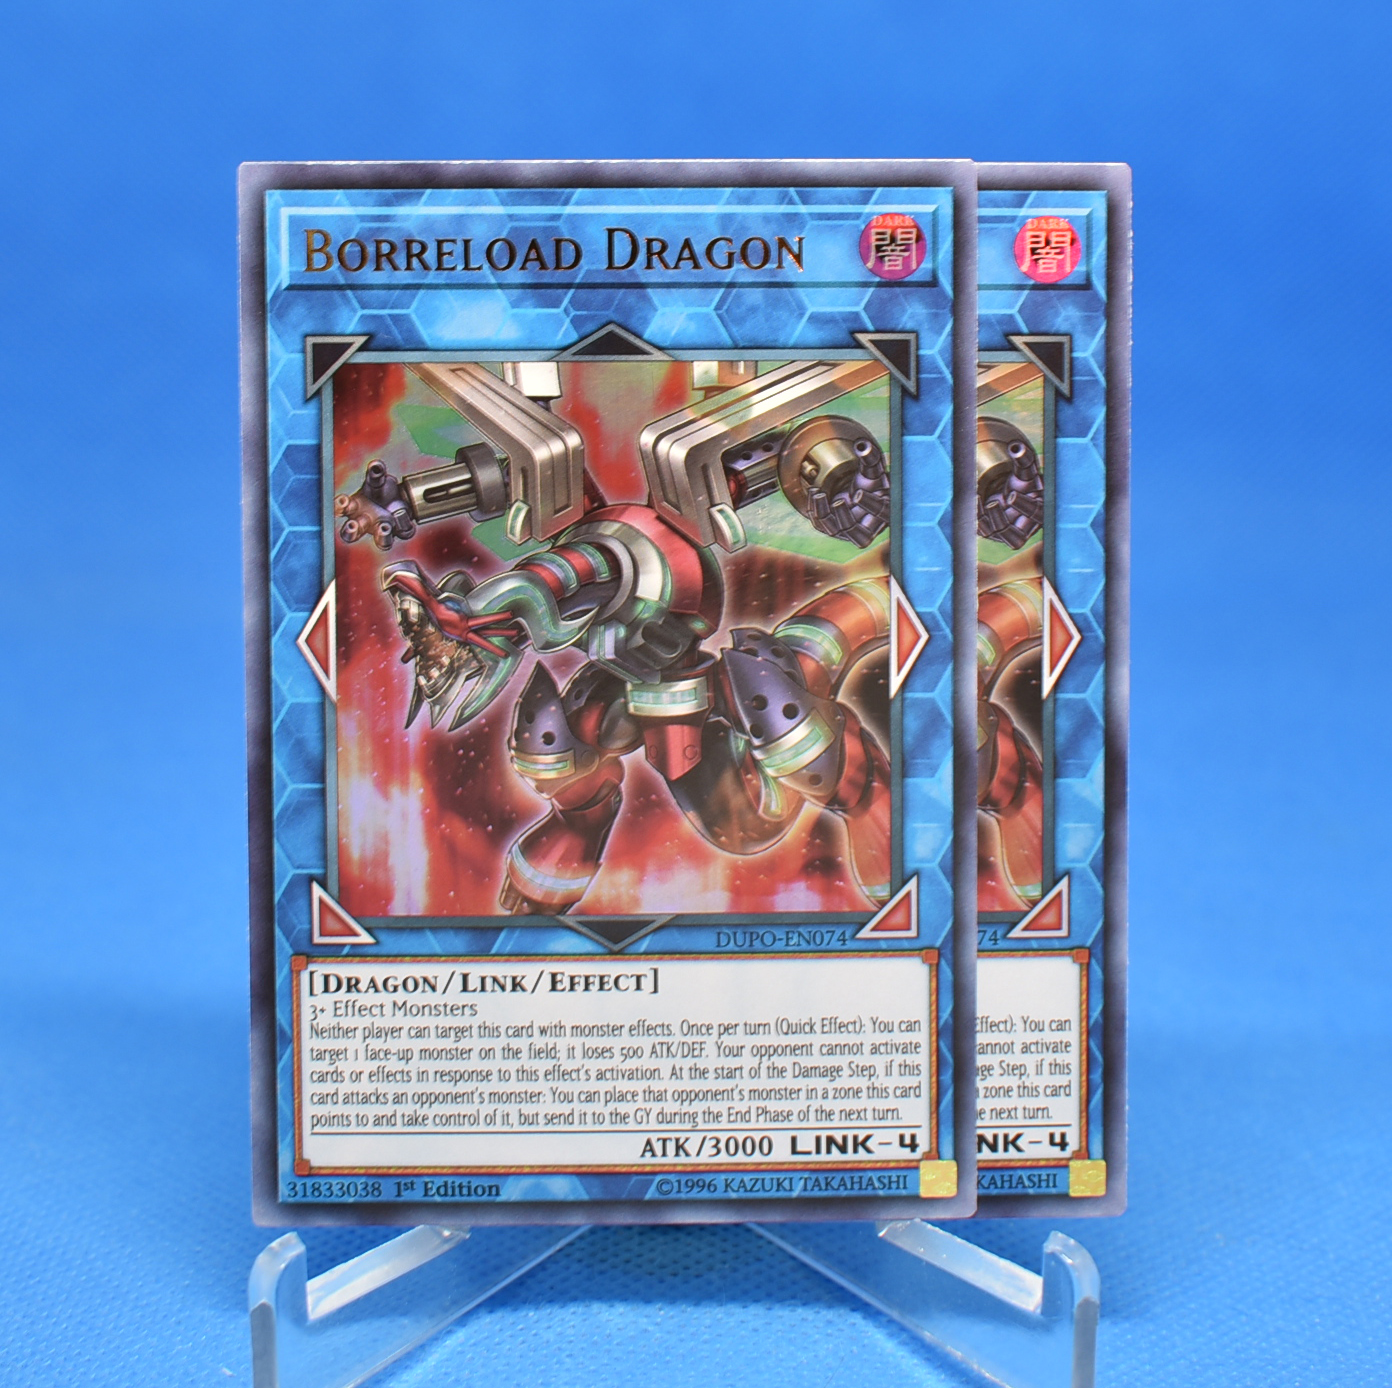 BORRELOAD DRAGON
DARK
闇
DARK
闇
DUPO-EN074
74
[DRAGON/LINK/EFFECT]
3+ Effect Monsters
Neither player can target this card with monster effects. Once per turn (Quick Effect): You can
target 1 face-up monster on the field; it loses 500 ATK/DEF. Your opponent cannot activate
cards or effects in response to this effect's activation. At the start of the Damage Step, if this
card attacks an opponent's monster: You can place that opponent's monster in a zone this card
points to and take control of it, but send it to the GY during the End Phase of the next turn.
ATK/3000 LINK-4
31833038 1st Edition
©1996 KAZUKI TAKAHASHI
Effect): You can
cannot activate
Step, if this
zone this card
next turn.
NK-4
KAHASHI